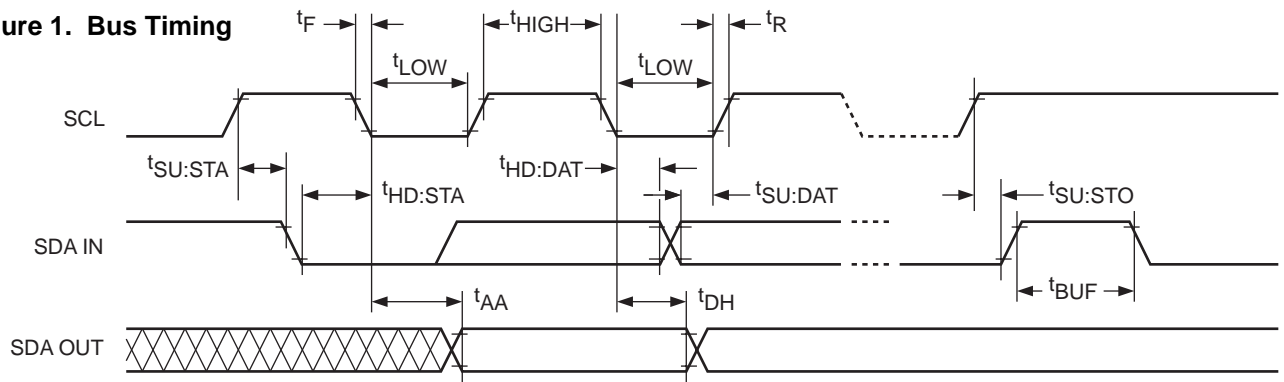 ure 1. Bus Timing
tF
tHIGH
tR
tLOW
tLOW
SCL
tSU:STA
tHD:STA
tHD:DAT
tSU:DAT
tSU:STO
SDA IN
tBUF
tAA
tDH
SDA OUT